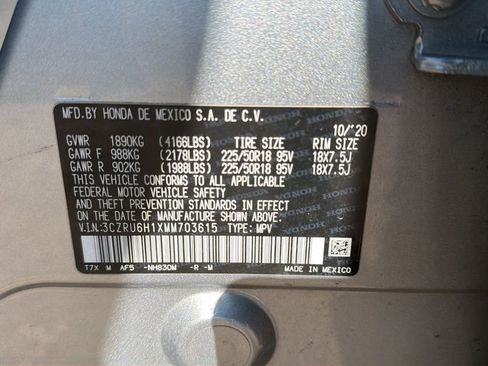 MFD.BY HONDA DE MEXICO S.A. DE C.V.
10/'20
GVWR 1890KG (4166LBS) TIRE SIZE RIM SIZE
GAWR F 988KG (2178LBS) 225/50R18 95V 18X7.5J
GAWR R 902KG (1988LBS) 225/50R18 95V 18X7.5J
THIS VEHICLE CONFORMS TO ALL APPLICABLE
FEDERAL MOTOR VEHICLE SAFETY
AND THEFT PREVENTION STANDARDS IN EFFECT
ON THE DATE OF MANUFACTURE SHOWN ABOVE.
V.I.N:3CZRU6H1XMM703615 TYPE: MPV
T7X M AF5 -NH830M -R -M MADE IN MEXICO